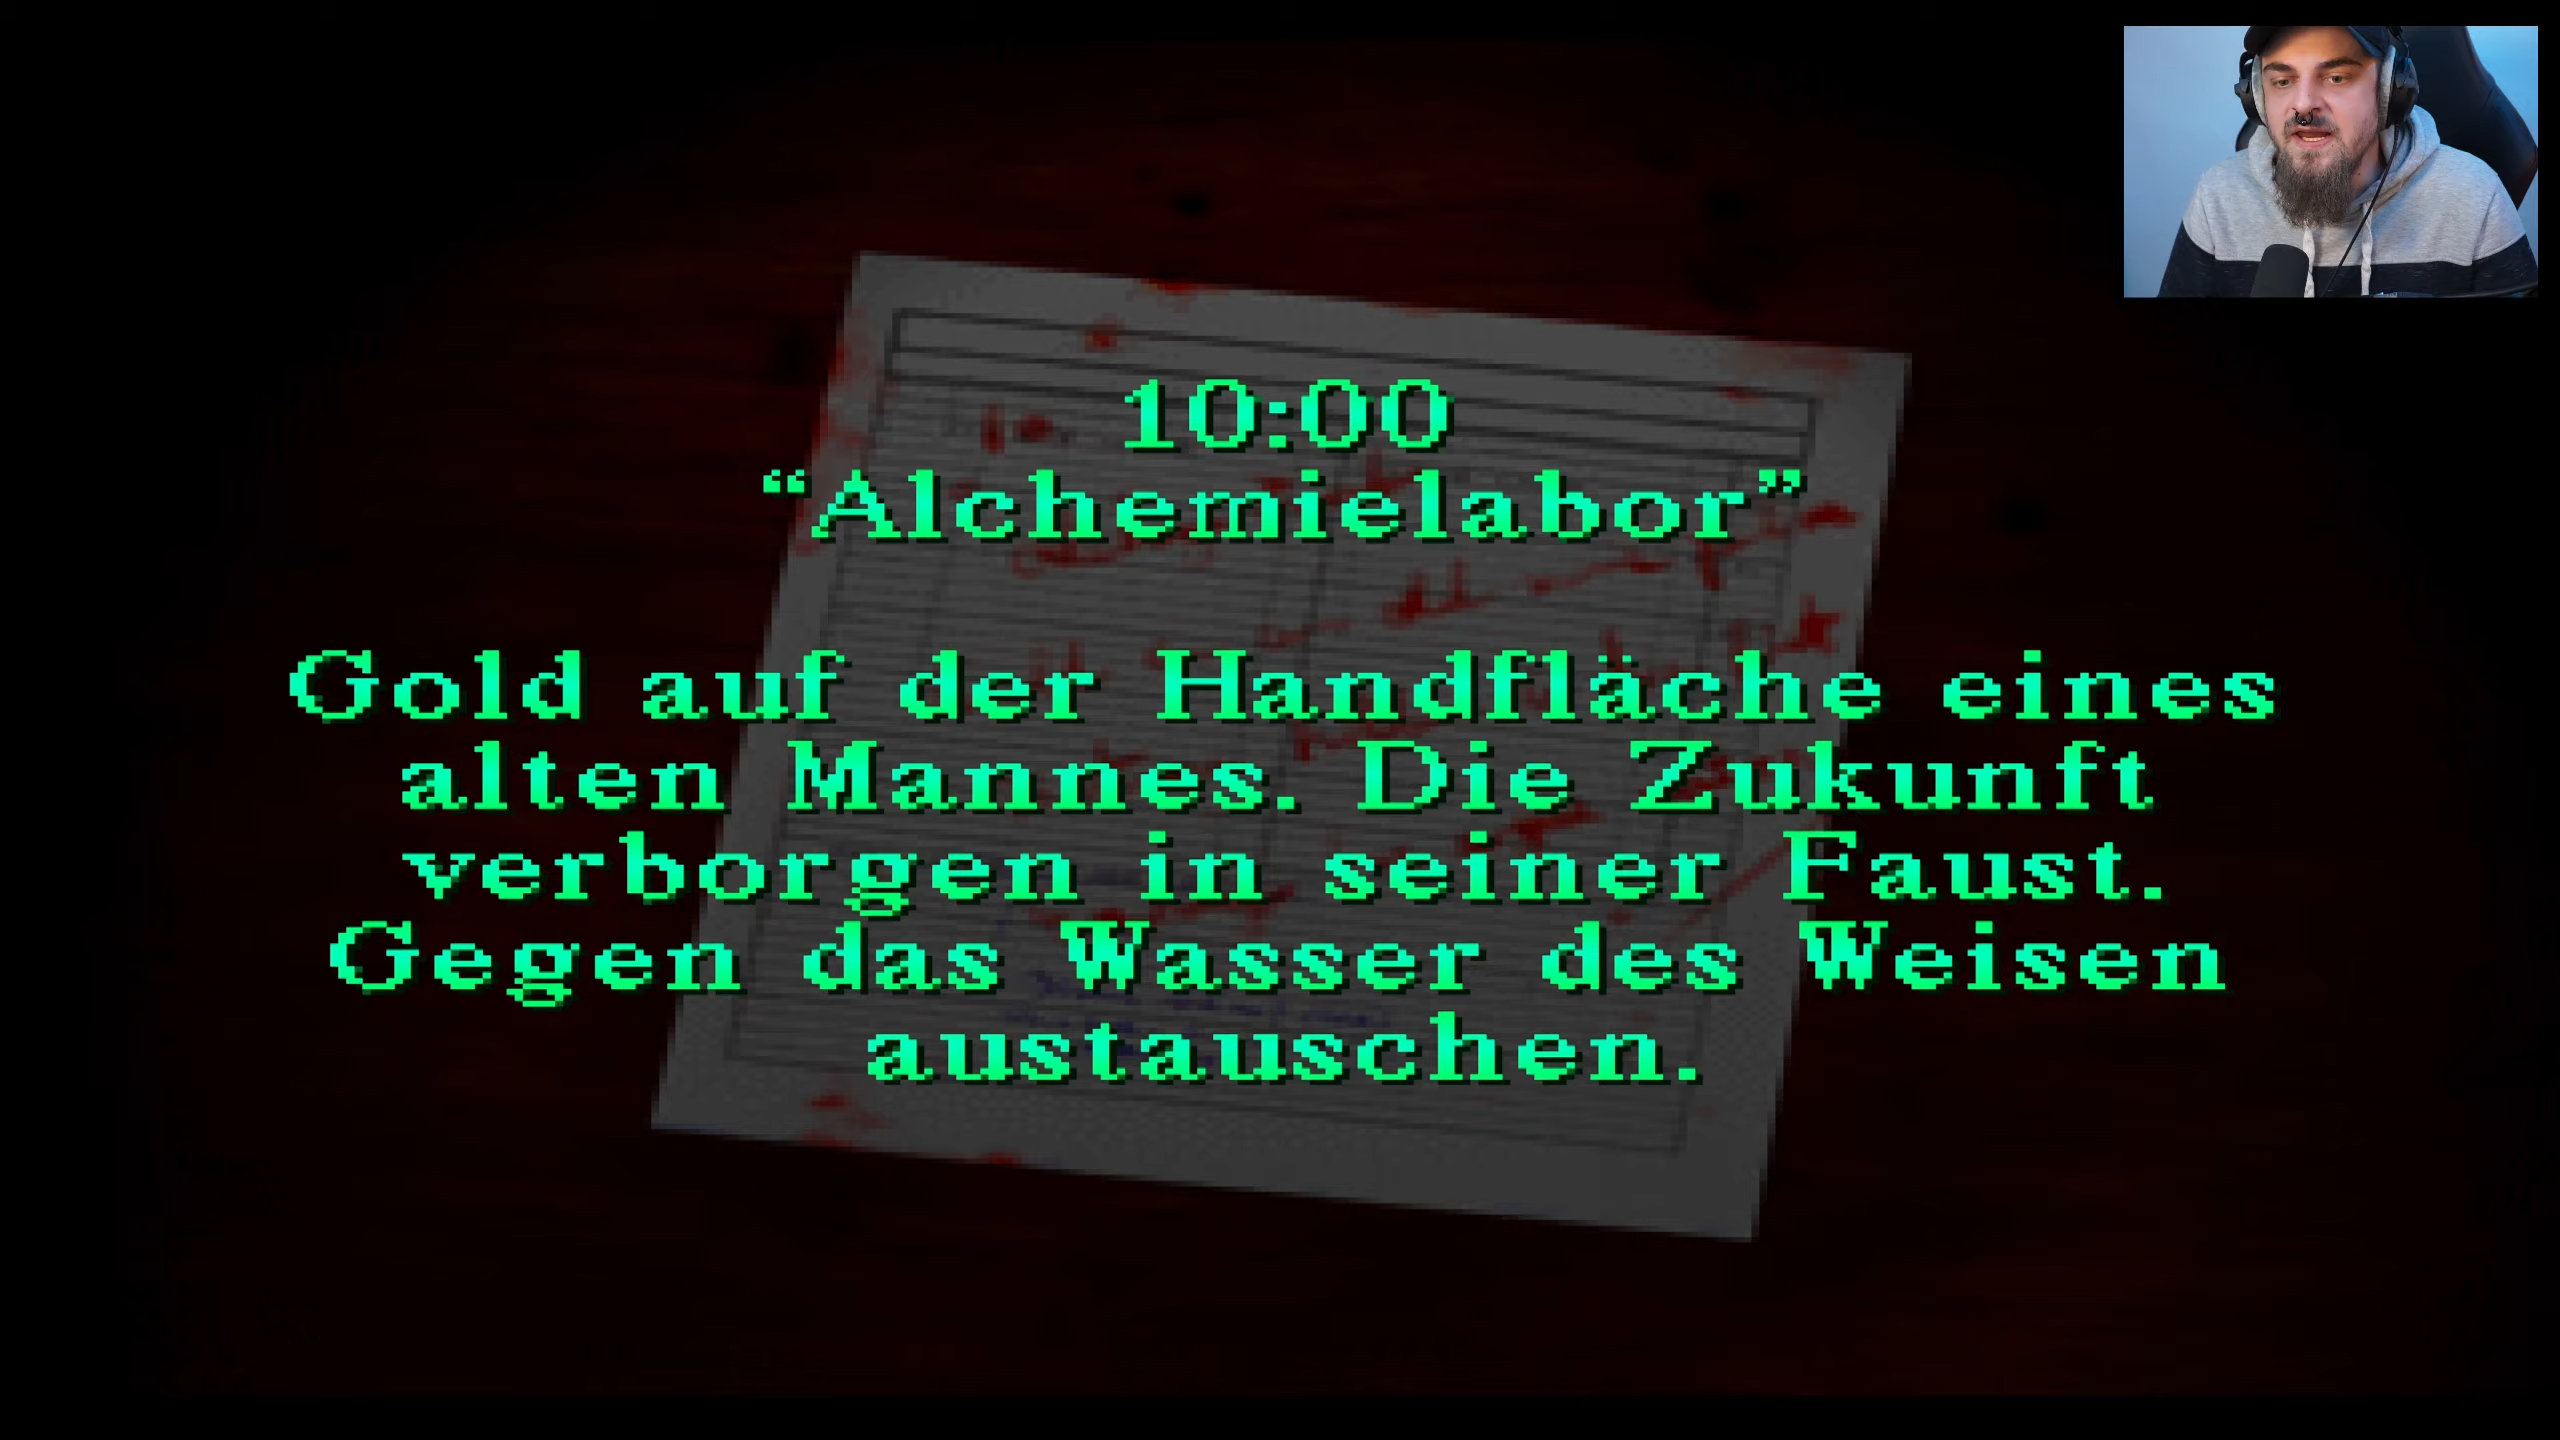 10:00
“Alchemielabor”
Gold auf der Handfläche eines
alten Mannes. Die Zukunft
verborgen in seiner Faust.
Gegen das Wasser des Weisen
austauschen.